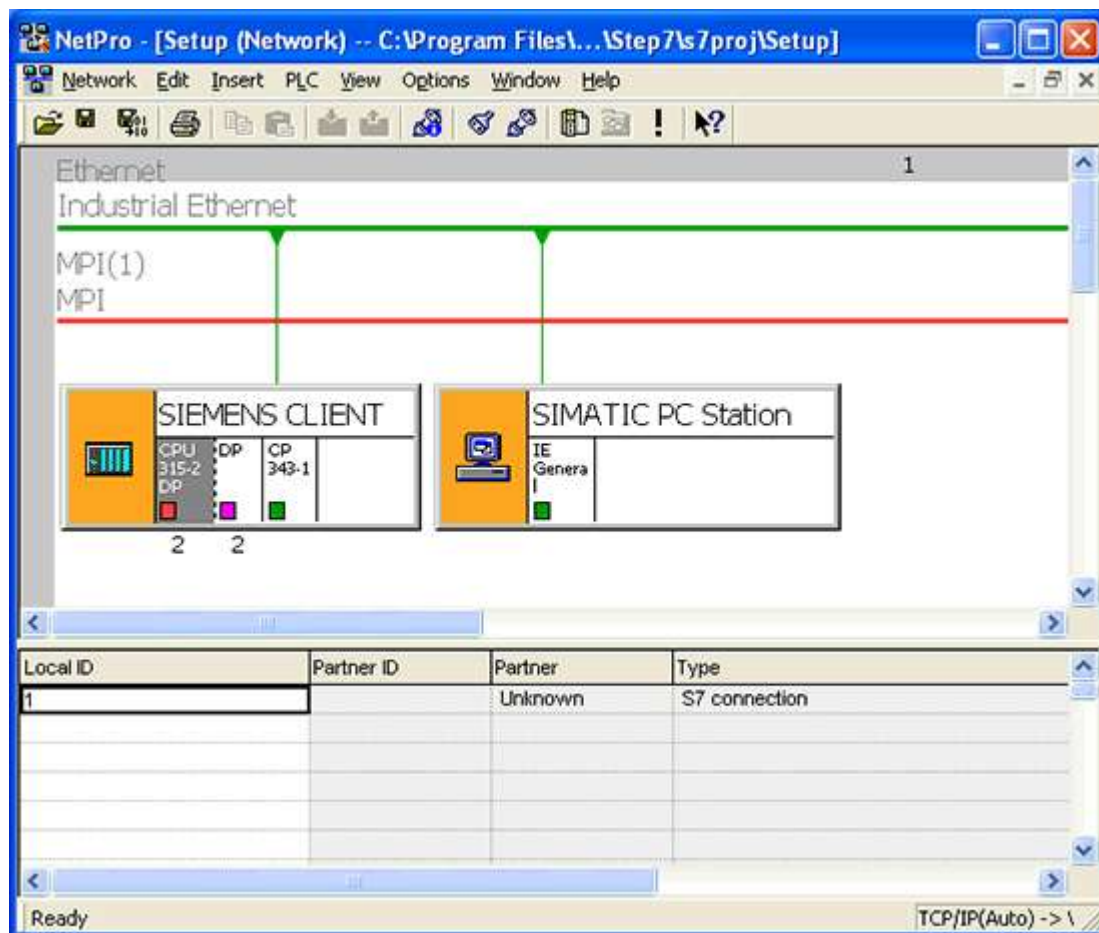 NetPro - [Setup (Network) -- C:\Program Files\...\Step7\s7proj\Setup]
Network Edit Insert PLC View Options Window Help
Ethernet 1
Industrial Ethernet
MPI(1)
MPI
SIEMENS CLIENT
CPU 315-2 DP
DP
CP 343-1
2 2
SIMATIC PC Station
IE Genera l
Local ID Partner ID Partner Type
1 Unknown S7 connection
Ready TCP/IP(Auto) -> \